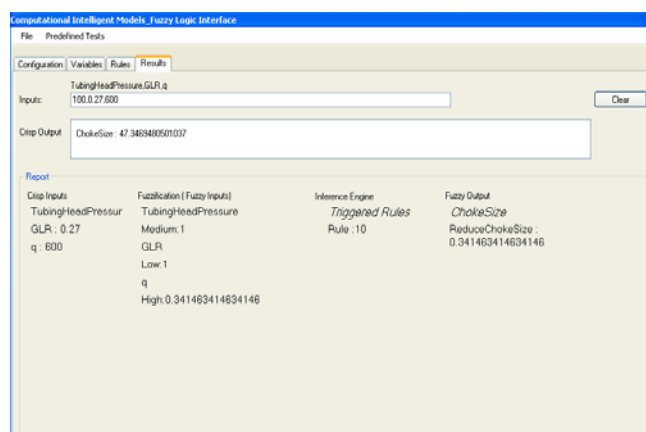 Computational Intelligent Models_Fuzzy Logic Interface
File Predefined Tests
Configuration Variables Rules Results
TubingHeadPressure,GLR,q
Inputs: 100,0.27,600 Clear
Crisp Output ChokeSize : 47.3469480501037
Report
Crisp Inputs Fuzzification ( Fuzzy Inputs) Inference Engine Fuzzy Output
TubingHeadPressur TubingHeadPressure Triggered Rules ChokeSize
GLR : 0.27 Medium:1 Rule :10 ReduceChokeSize :
q : 600 GLR 0.341463414634146
Low:1
q
High:0.341463414634146